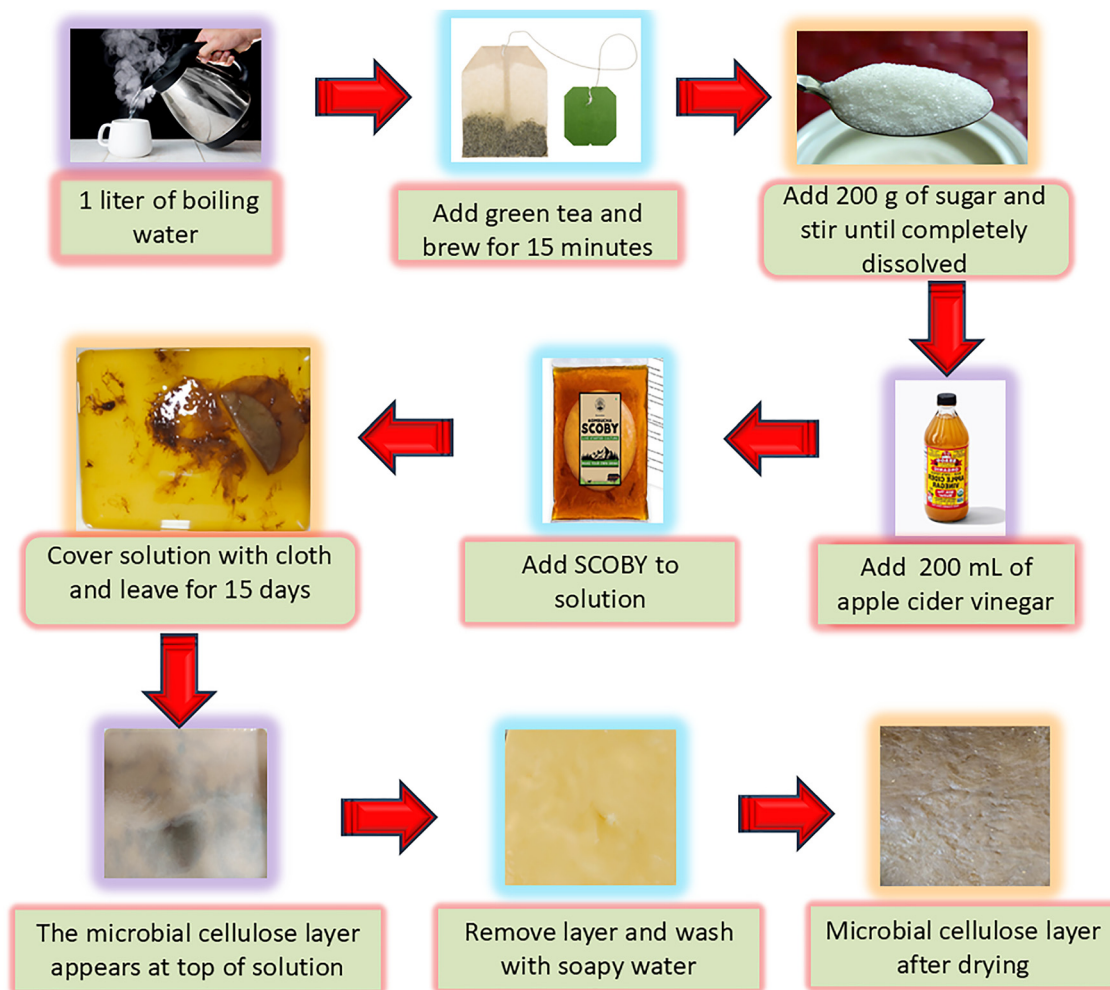 1 liter of boiling
water
Add green tea and
brew for 15 minutes
Add 200 g of sugar and
stir until completely
dissolved
Add 200 mL of
apple cider vinegar
KOMBUCHA
SCOBY
Add SCOBY to
solution
Cover solution with cloth
and leave for 15 days
The microbial cellulose layer
appears at top of solution
Remove layer and wash
with soapy water
Microbial cellulose layer
after drying